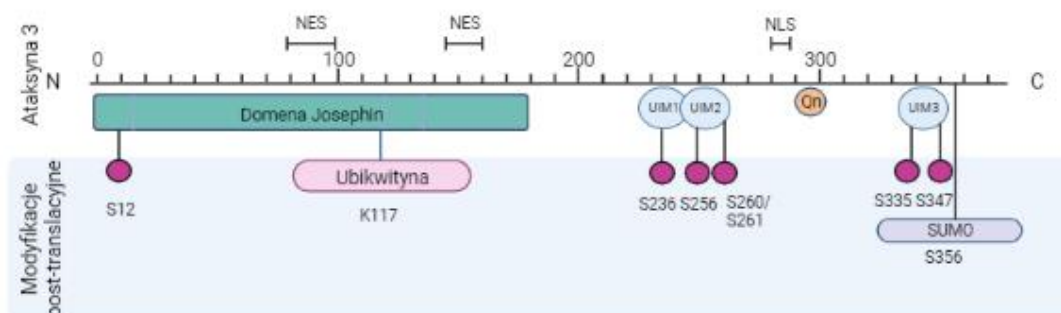 NES NES NLS
0 100 200 300
N C
Ataksyna 3
Domena Josephin
UIM1 UIM2 Qn UIM3
Modyfikacje
post-translacyjne
Ubikwityna
S12 K117 S236 S256 S260/
S261
S335 S347
SUMO
S356